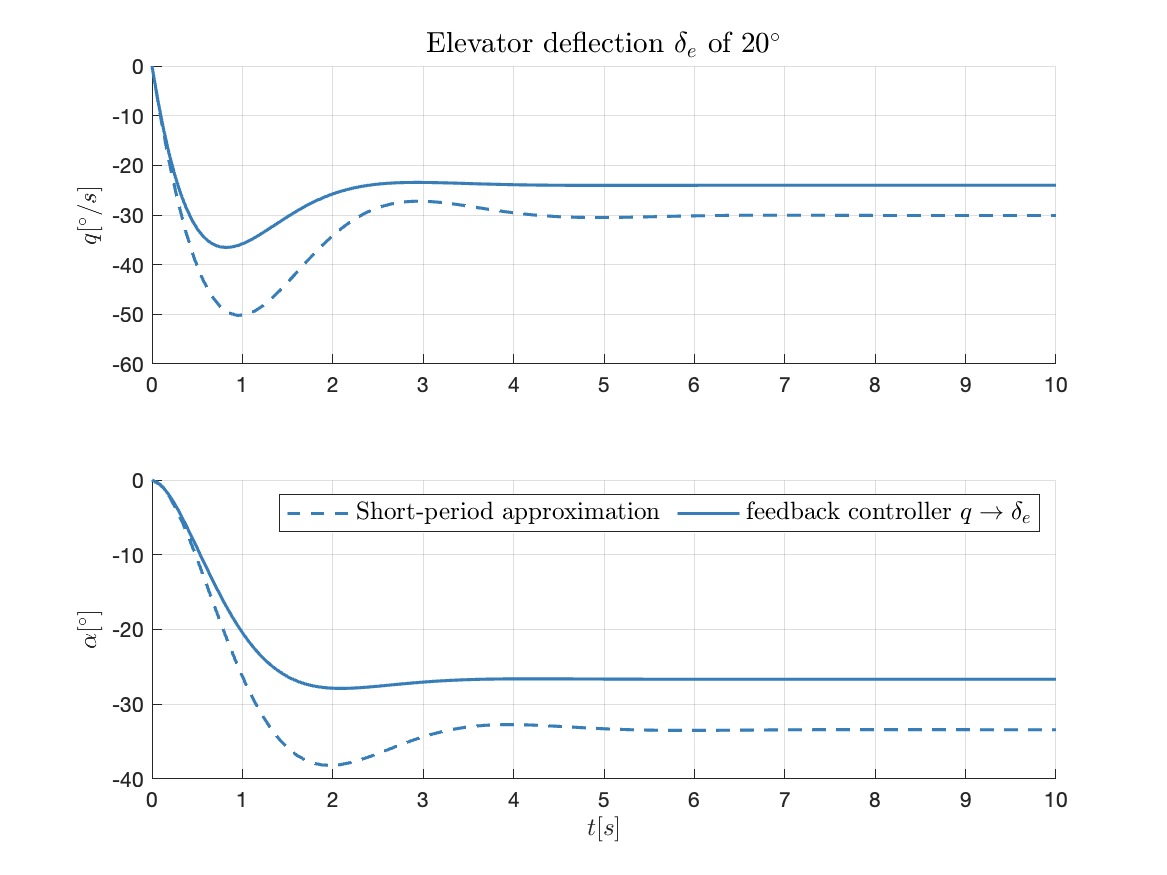 Elevator deflection δₑ of 20°
0
-10
-20
-30
-40
-50
-60
q[°/s]
0 1 2 3 4 5 6 7 8 9 10
0
-10
-20
-30
-40
α[°]
Short-period approximation feedback controller q → δₑ
0 1 2 3 4 5 6 7 8 9 10
t[s]